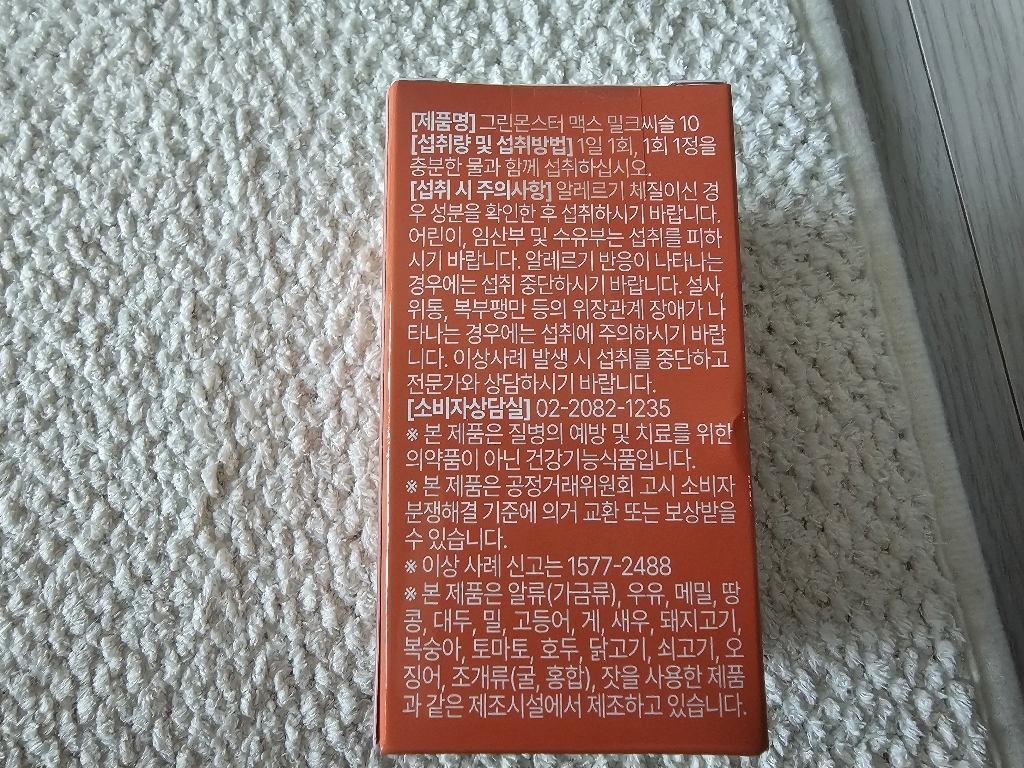 [제품명] 그린몬스터 맥스 밀크씨슬 10
[섭취량 및 섭취방법] 1일 1회, 1회 1정을
충분한 물과 함께 섭취하십시오.
[섭취 시 주의사항] 알레르기 체질이신 경
우 성분을 확인한 후 섭취하시기 바랍니다.
어린이, 임산부 및 수유부는 섭취를 피하
시기 바랍니다. 알레르기 반응이 나타나는
경우에는 섭취 중단하시기 바랍니다. 설사,
위통, 복부팽만 등의 위장관계 장애가 나
타나는 경우에는 섭취에 주의하시기 바랍
니다. 이상사례 발생 시 섭취를 중단하고
전문가와 상담하시기 바랍니다.
[소비자상담실] 02-2082-1235
※ 본 제품은 질병의 예방 및 치료를 위한
의약품이 아닌 건강기능식품입니다.
※ 본 제품은 공정거래위원회 고시 소비자
분쟁해결 기준에 의거 교환 또는 보상받을
수 있습니다.
※ 이상 사례 신고는 1577-2488
※ 본 제품은 알류(가금류), 우유, 메밀, 땅
콩, 대두, 밀, 고등어, 게, 새우, 돼지고기,
복숭아, 토마토, 호두, 닭고기, 쇠고기, 오
징어, 조개류(굴, 홍합), 잣을 사용한 제품
과 같은 제조시설에서 제조하고 있습니다.